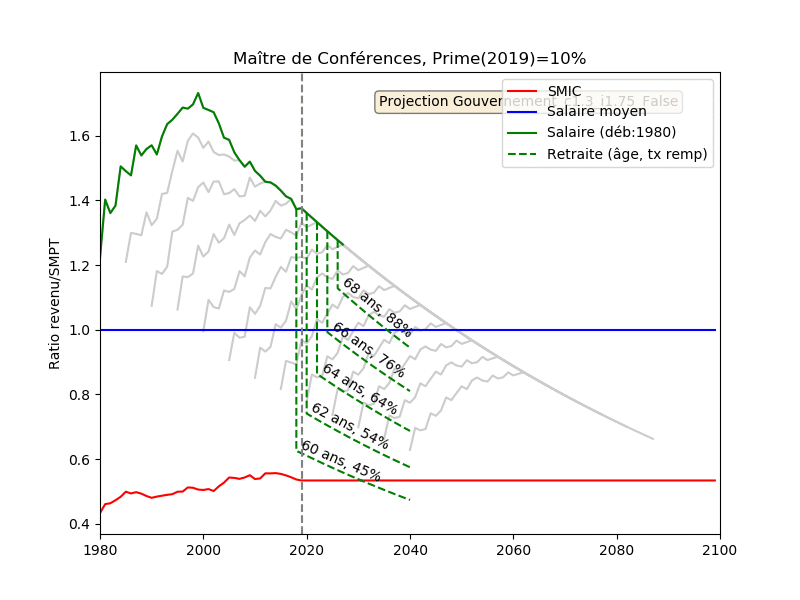 Maître de Conférences, Prime(2019)=10%
Projection Gouvernement c1.3 i1.75 False
SMIC
Salaire moyen
Salaire (déb:1980)
Retraite (âge, tx remp)
Ratio revenu/SMPT
1.6
1.4
1.2
1.0
0.8
0.6
0.4
68 ans, 88%
66 ans, 76%
64 ans, 64%
62 ans, 54%
60 ans, 45%
1980
2000
2020
2040
2060
2080
2100